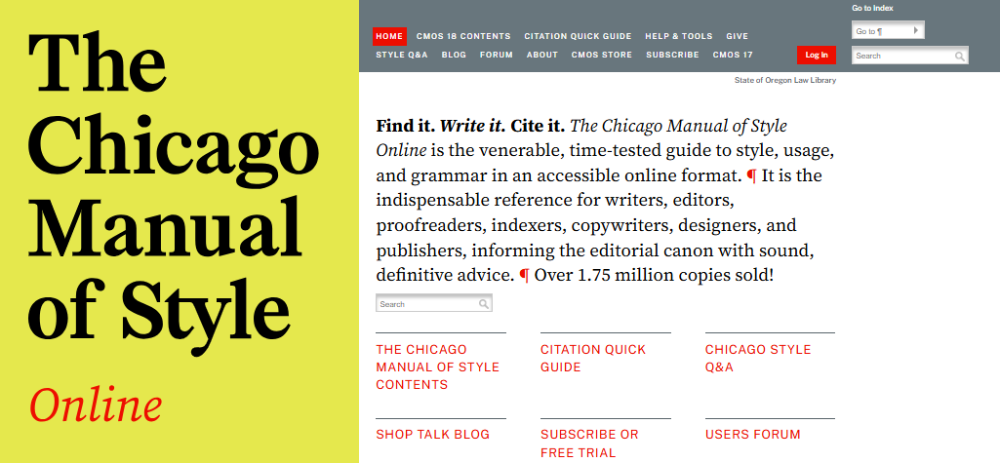 The
Chicago
Manual
of Style
Online
HOME CMOS 18 CONTENTS CITATION QUICK GUIDE HELP & TOOLS GIVE
STYLE Q&A BLOG FORUM ABOUT CMOS STORE SUBSCRIBE CMOS 17
Log In
Go to Index
Go to ¶
Search
State of Oregon Law Library
Find it. Write it. Cite it. The Chicago Manual of Style
Online is the venerable, time-tested guide to style, usage,
and grammar in an accessible online format. ¶ It is the
indispensable reference for writers, editors,
proofreaders, indexers, copywriters, designers, and
publishers, informing the editorial canon with sound,
definitive advice. ¶ Over 1.75 million copies sold!
Search
THE CHICAGO
MANUAL OF STYLE
CONTENTS
CITATION QUICK
GUIDE
CHICAGO STYLE
Q&A
SHOP TALK BLOG
SUBSCRIBE OR
FREE TRIAL
USERS FORUM